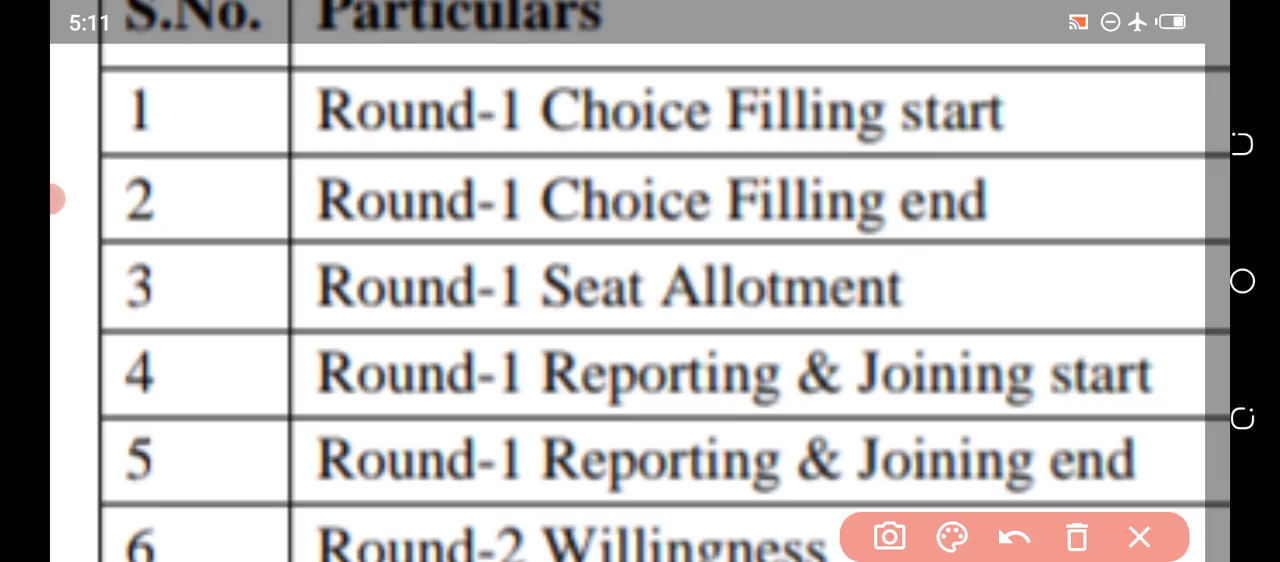 5:11
S.No. Particulars
1 Round-1 Choice Filling start
2 Round-1 Choice Filling end
3 Round-1 Seat Allotment
4 Round-1 Reporting & Joining start
5 Round-1 Reporting & Joining end
6 Round-2 Willingness